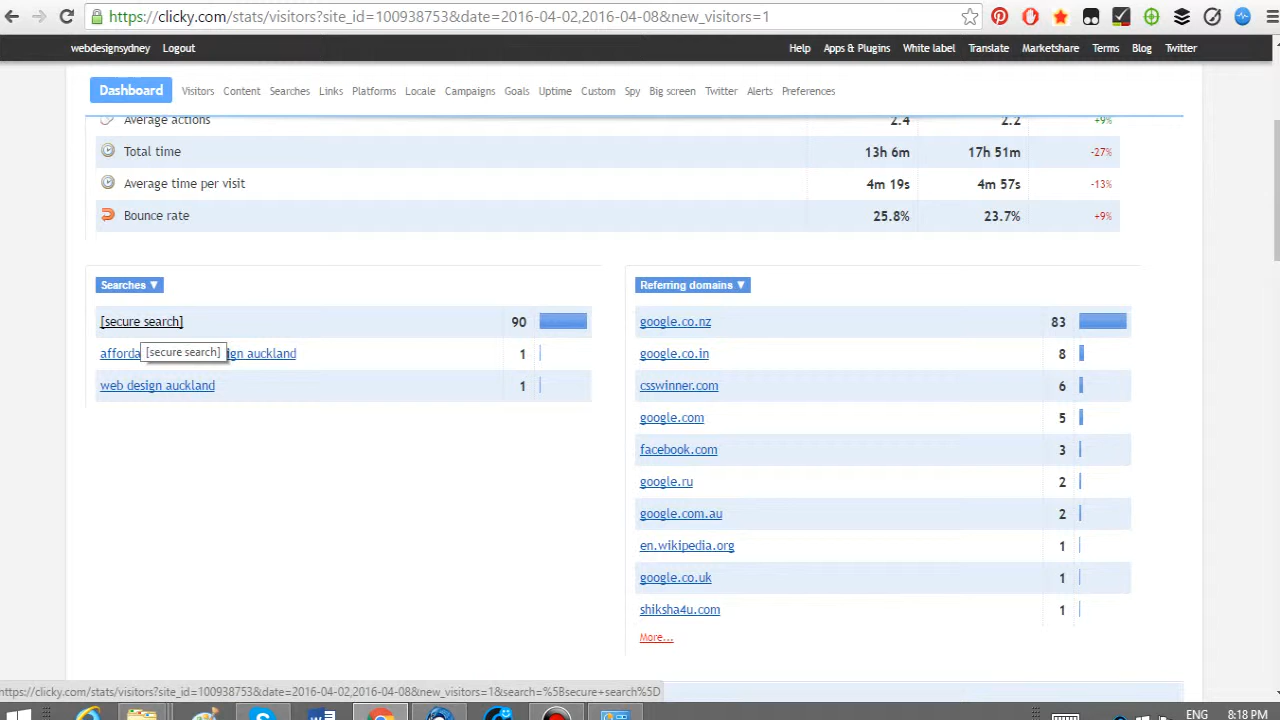 https://clicky.com/stats/visitors?site_id=100938753&date=2016-04-02,2016-04-08&new_visitors=1
webdesignsydney Logout Help Apps & Plugins White label Translate Marketshare Terms Blog Twitter
Dashboard Visitors Content Searches Links Platforms Locale Campaigns Goals Uptime Custom Spy Big screen Twitter Alerts Preferences
Average actions 2.4 2.2 +9%
Total time 13h 6m 17h 51m -27%
Average time per visit 4m 19s 4m 57s -13%
Bounce rate 25.8% 23.7% +9%
Searches ▼
[secure search] 90
afforda [secure search] ign auckland 1
web design auckland 1
Referring domains ▼
google.co.nz 83
google.co.in 8
csswinner.com 6
google.com 5
facebook.com 3
google.ru 2
google.com.au 2
en.wikipedia.org 1
google.co.uk 1
shiksha4u.com 1
More...
https://clicky.com/stats/visitors?site_id=100938753&date=2016-04-02,2016-04-08&new_visitors=1&search=%5Bsecure+search%5D
ENG 8:18 PM